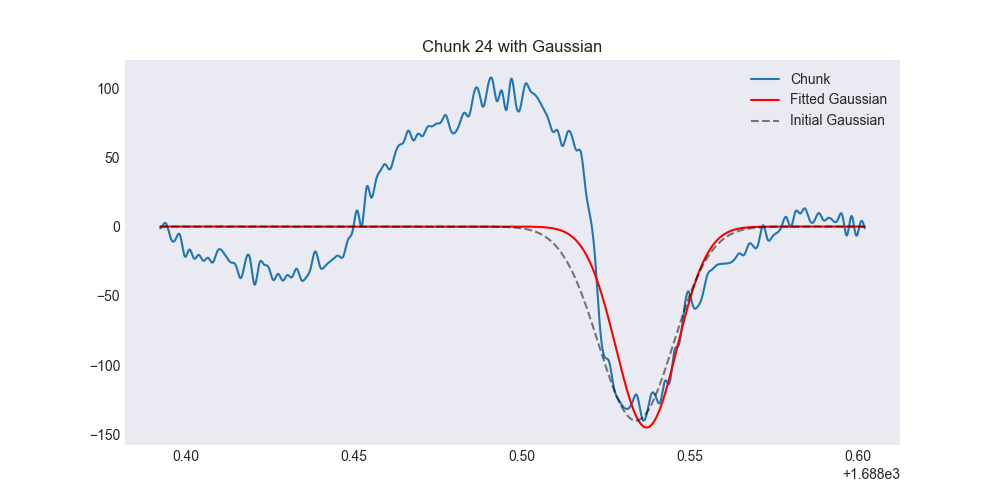 Chunk 24 with Gaussian
Chunk
Fitted Gaussian
Initial Gaussian
100
50
0
−50
−100
−150
0.40 0.45 0.50 0.55 0.60
+1.688e3